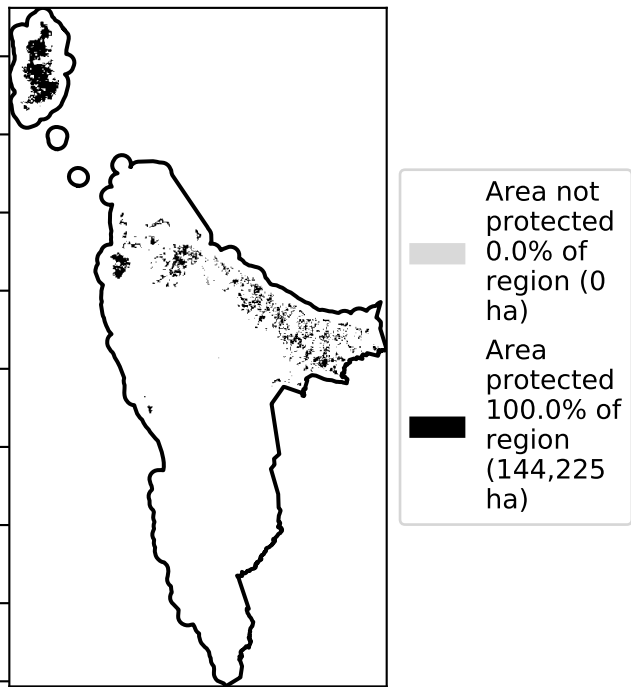 Area not
protected
0.0% of
region (0
ha)
Area
protected
100.0% of
region
(144,225
ha)